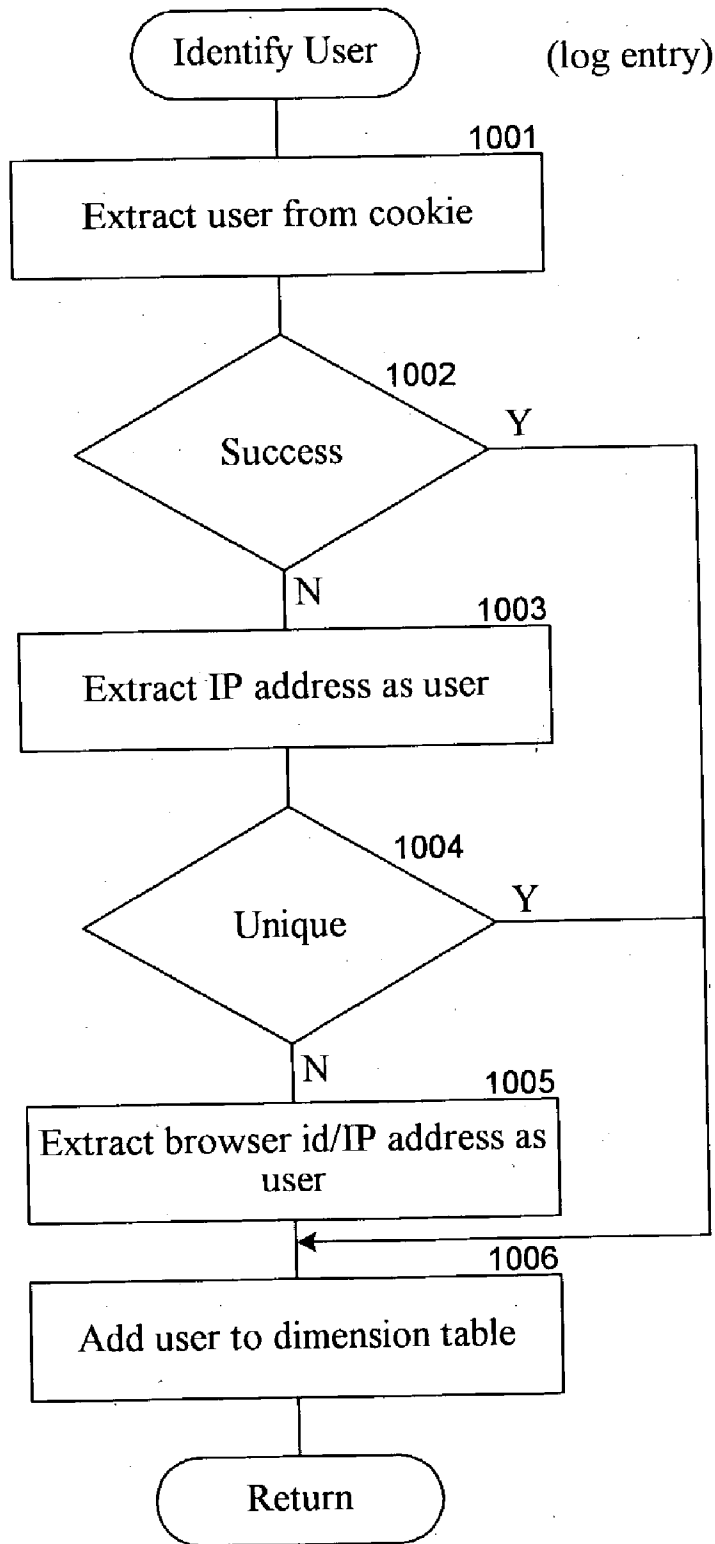 Identify User (log entry)
1001
Extract user from cookie
1002
Y
Success
N
1003
Extract IP address as user
1004
Y
Unique
N
1005
Extract browser id/IP address as
user
1006
Add user to dimension table
Return